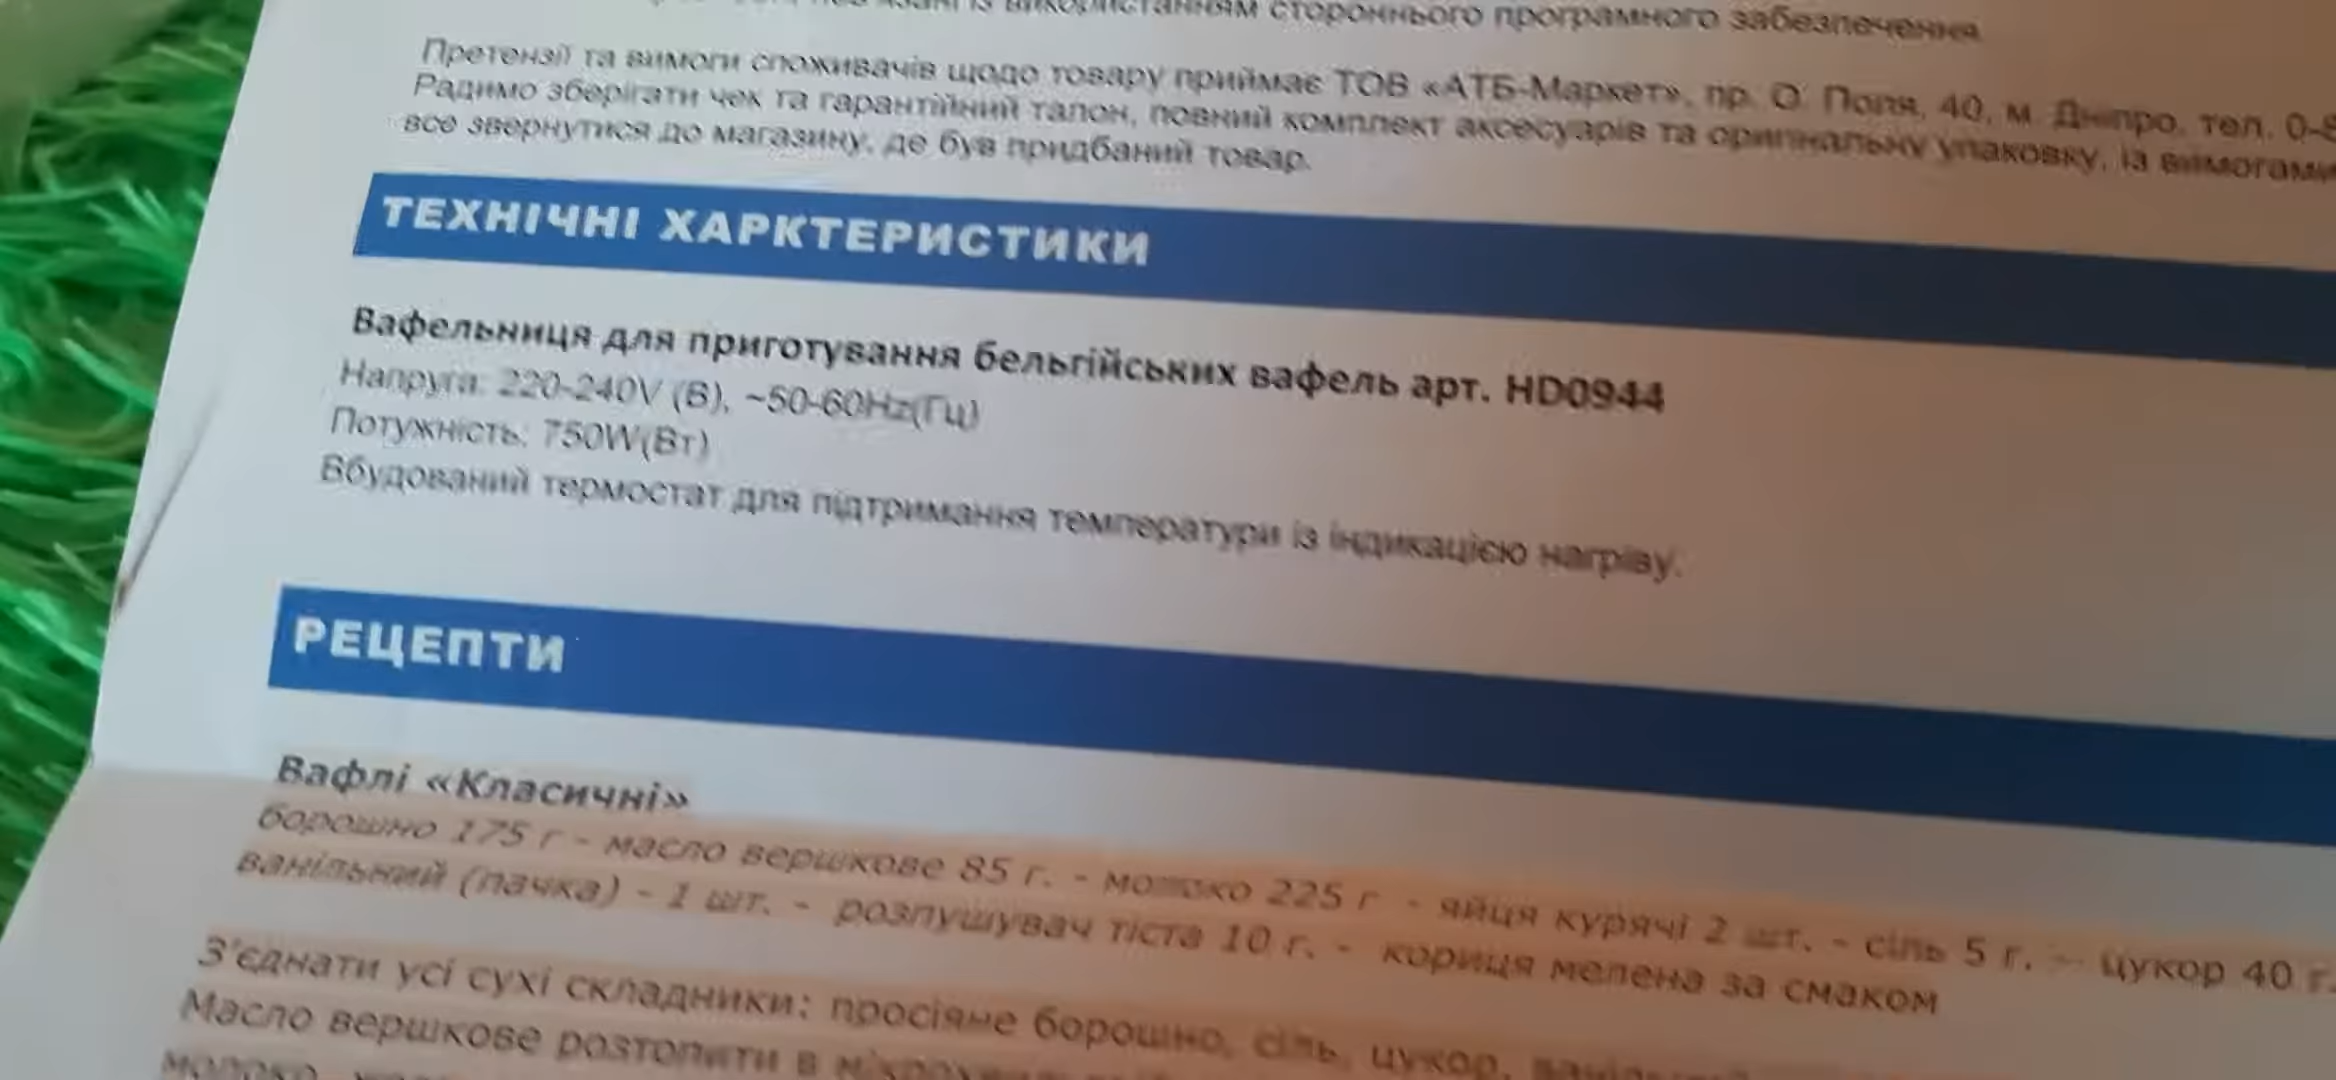 із використанням стороннього програмного забезпечення
Претензії та вимоги споживачів щодо товару приймає ТОВ «АТБ-Маркет», пр. О. Поля, 40, м. Дніпро, тел. 0-8
Радимо зберігати чек та гарантійний талон, повний комплект аксесуарів та оригінальну упаковку, із вимогами
все звернутися до магазину, де був придбаний товар.
ТЕХНІЧНІ ХАРКТЕРИСТИКИ
Вафельниця для приготування бельгійських вафель арт. HD0944
Напруга: 220-240V (В), ~50-60Hz(Гц)
Потужність: 750W(Вт)
Вбудований термостат для підтримання температури із індикацією нагріву.
РЕЦЕПТИ
Вафлі «Класичні»
борошно 175 г - масло вершкове 85 г. - молоко 225 г - яйця курячі 2 шт. - сіль 5 г. – цукор 40 г.
ванільний (пачка) - 1 шт. - розпушувач тіста 10 г. - кориця мелена за смаком
З'єднати усі сухі складники: просіяне борошно, сіль, цукор,
Масло вершкове розтопити в
молоко